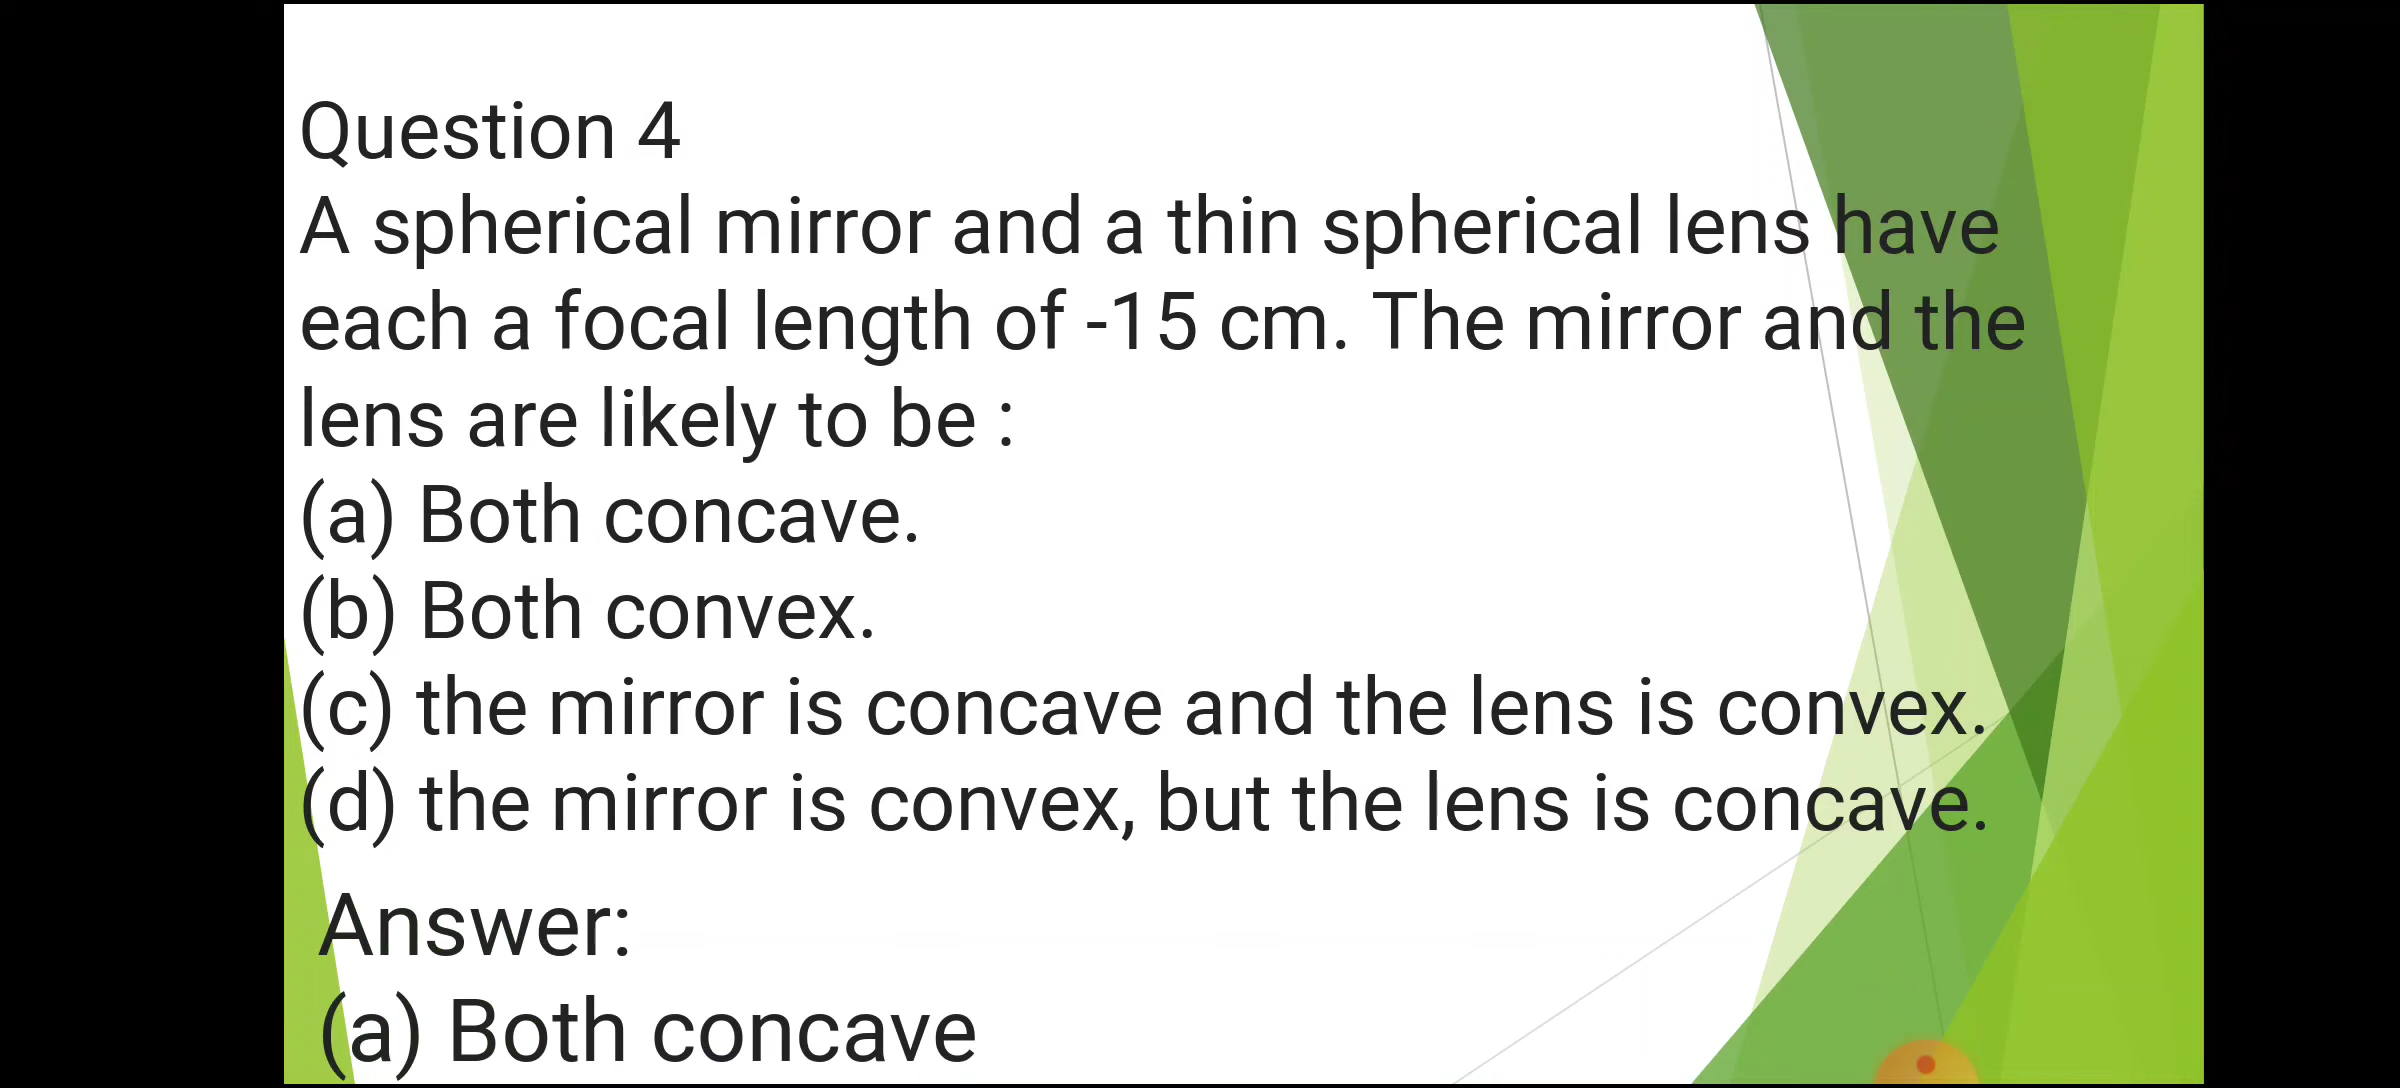 Question 4
A spherical mirror and a thin spherical lens have
each a focal length of -15 cm. The mirror and the
lens are likely to be :
(a) Both concave.
(b) Both convex.
(c) the mirror is concave and the lens is convex.
(d) the mirror is convex, but the lens is concave.
Answer:
(a) Both concave